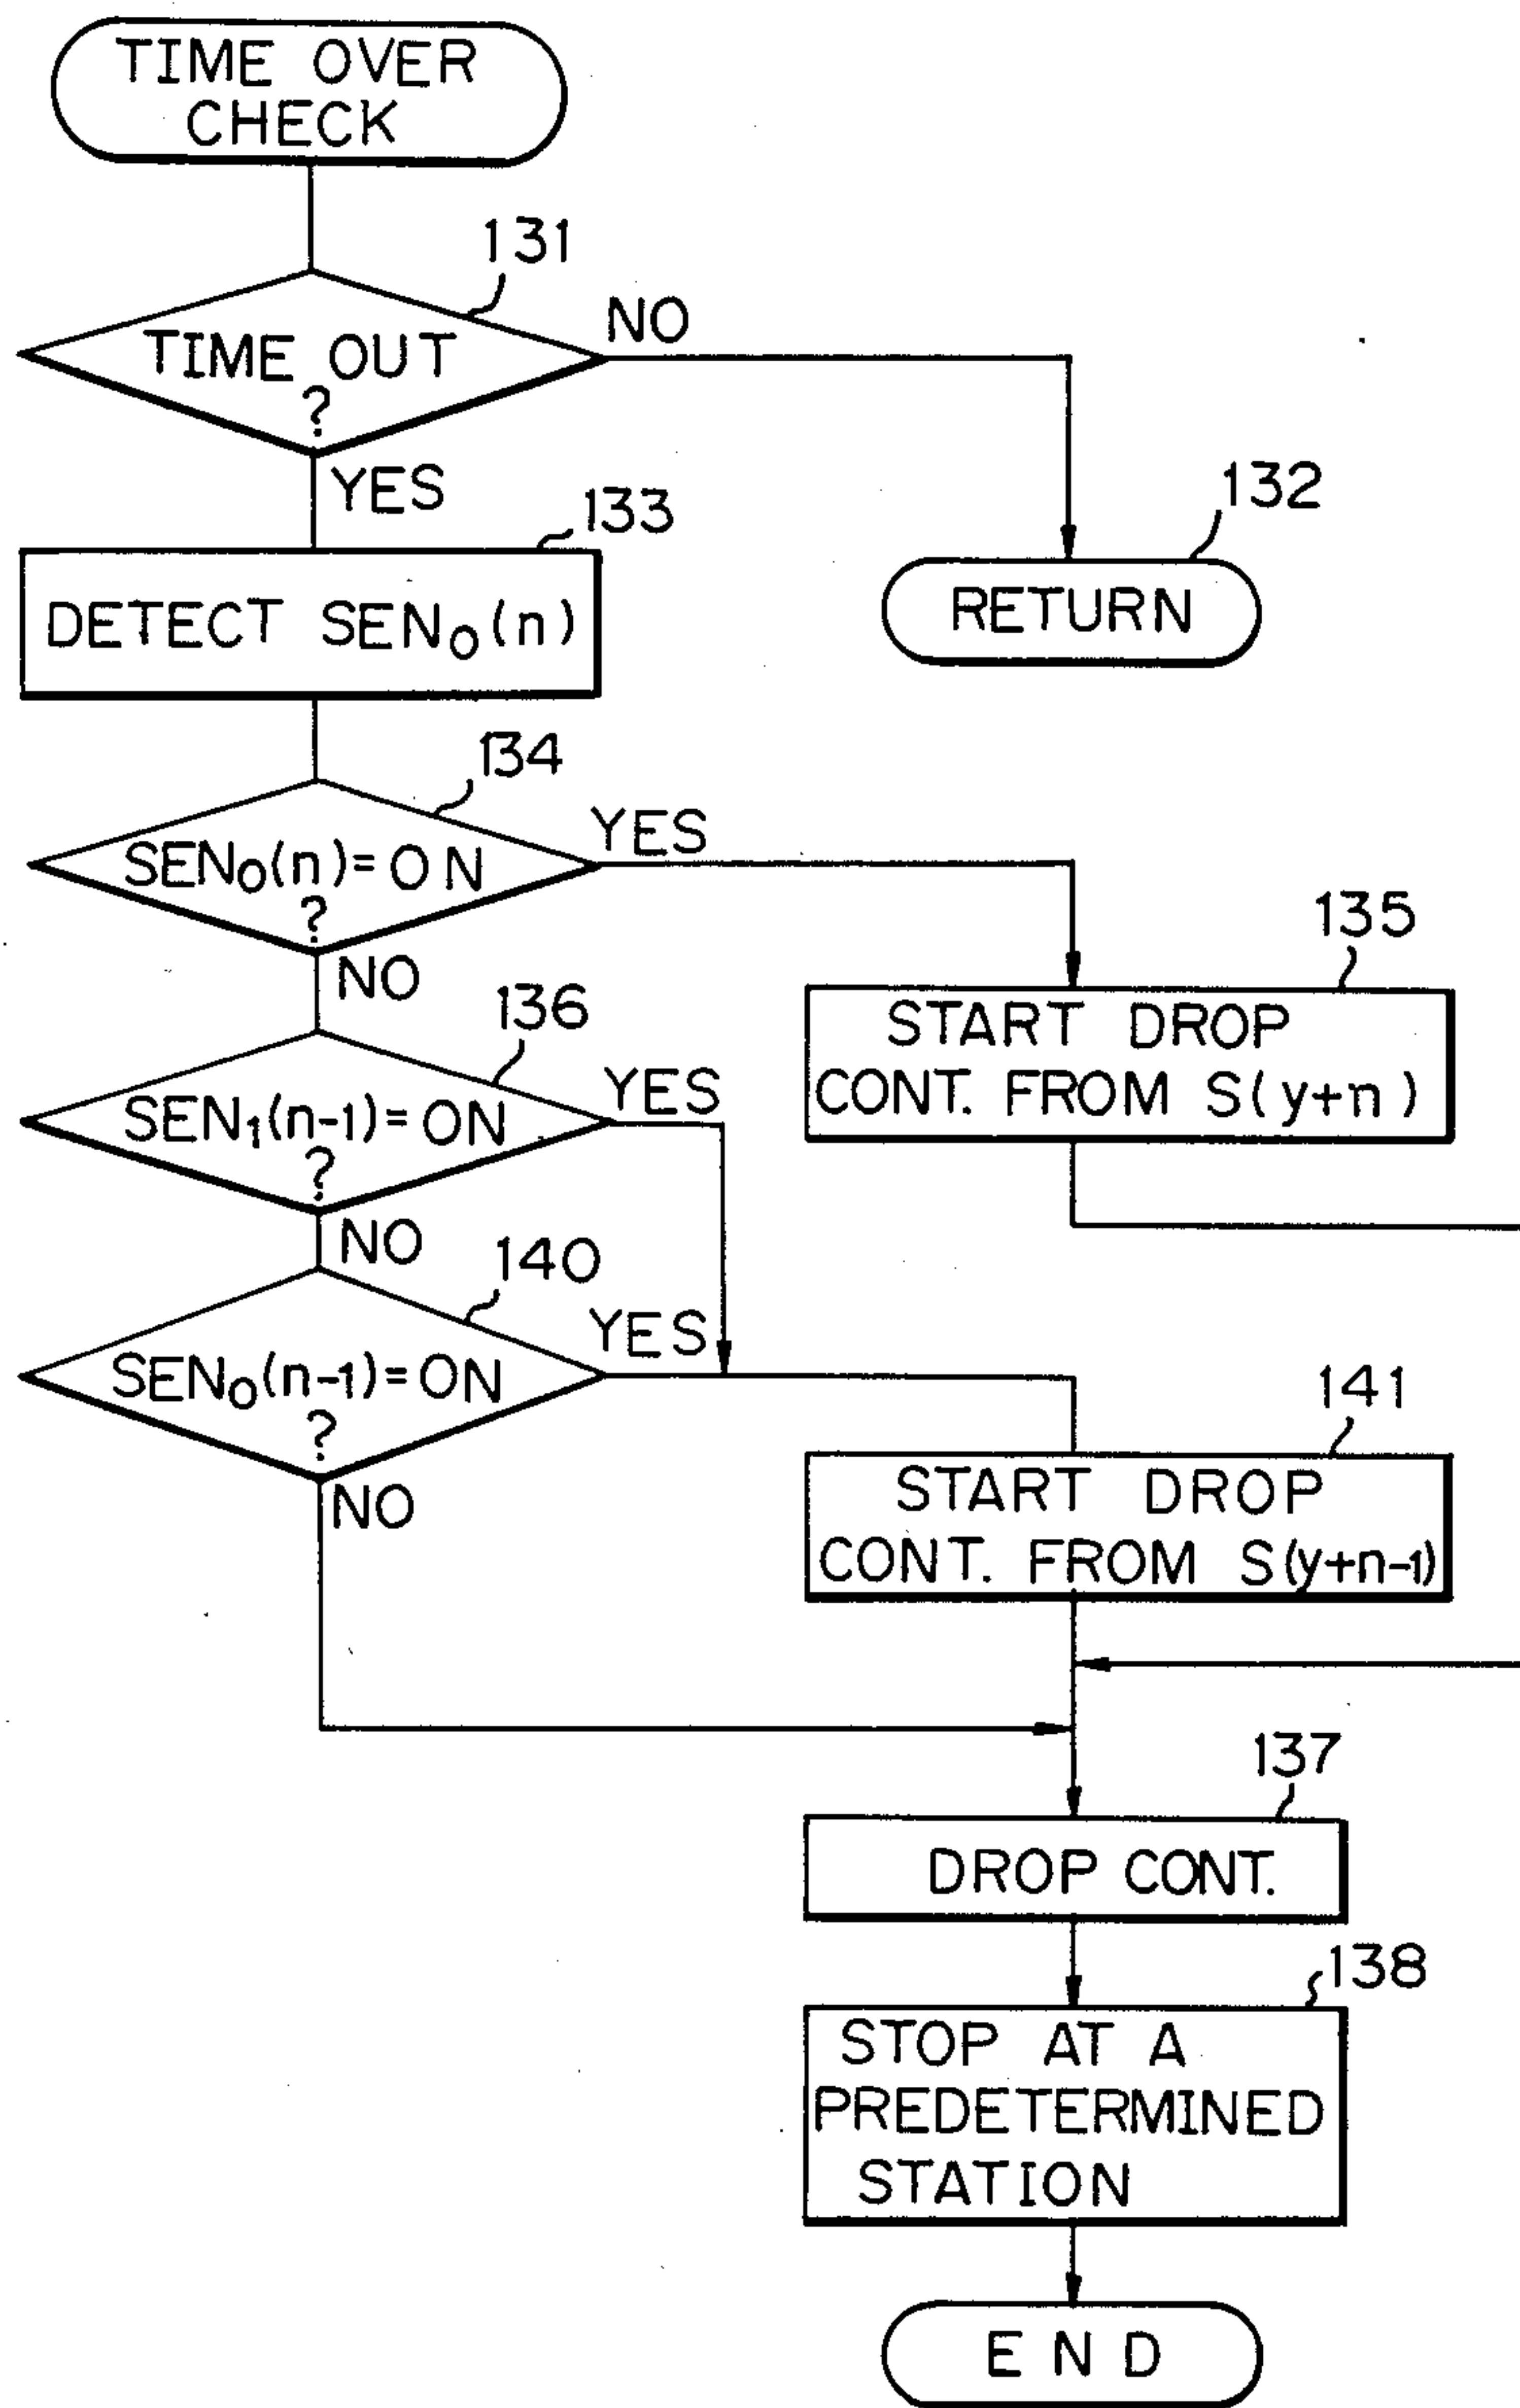 TIME OVER
CHECK
131
NO
TIME OUT
?
YES
133
132
DETECT SEN₀(n)
RETURN
134
YES
SEN₀(n)=ON
?
NO
135
START DROP
CONT. FROM S(y+n)
136
YES
SEN₁(n-1)=ON
?
NO
140
YES
SEN₀(n-1)=ON
?
NO
141
START DROP
CONT. FROM S(y+n-1)
137
DROP CONT.
138
STOP AT A
PREDETERMINED
STATION
END